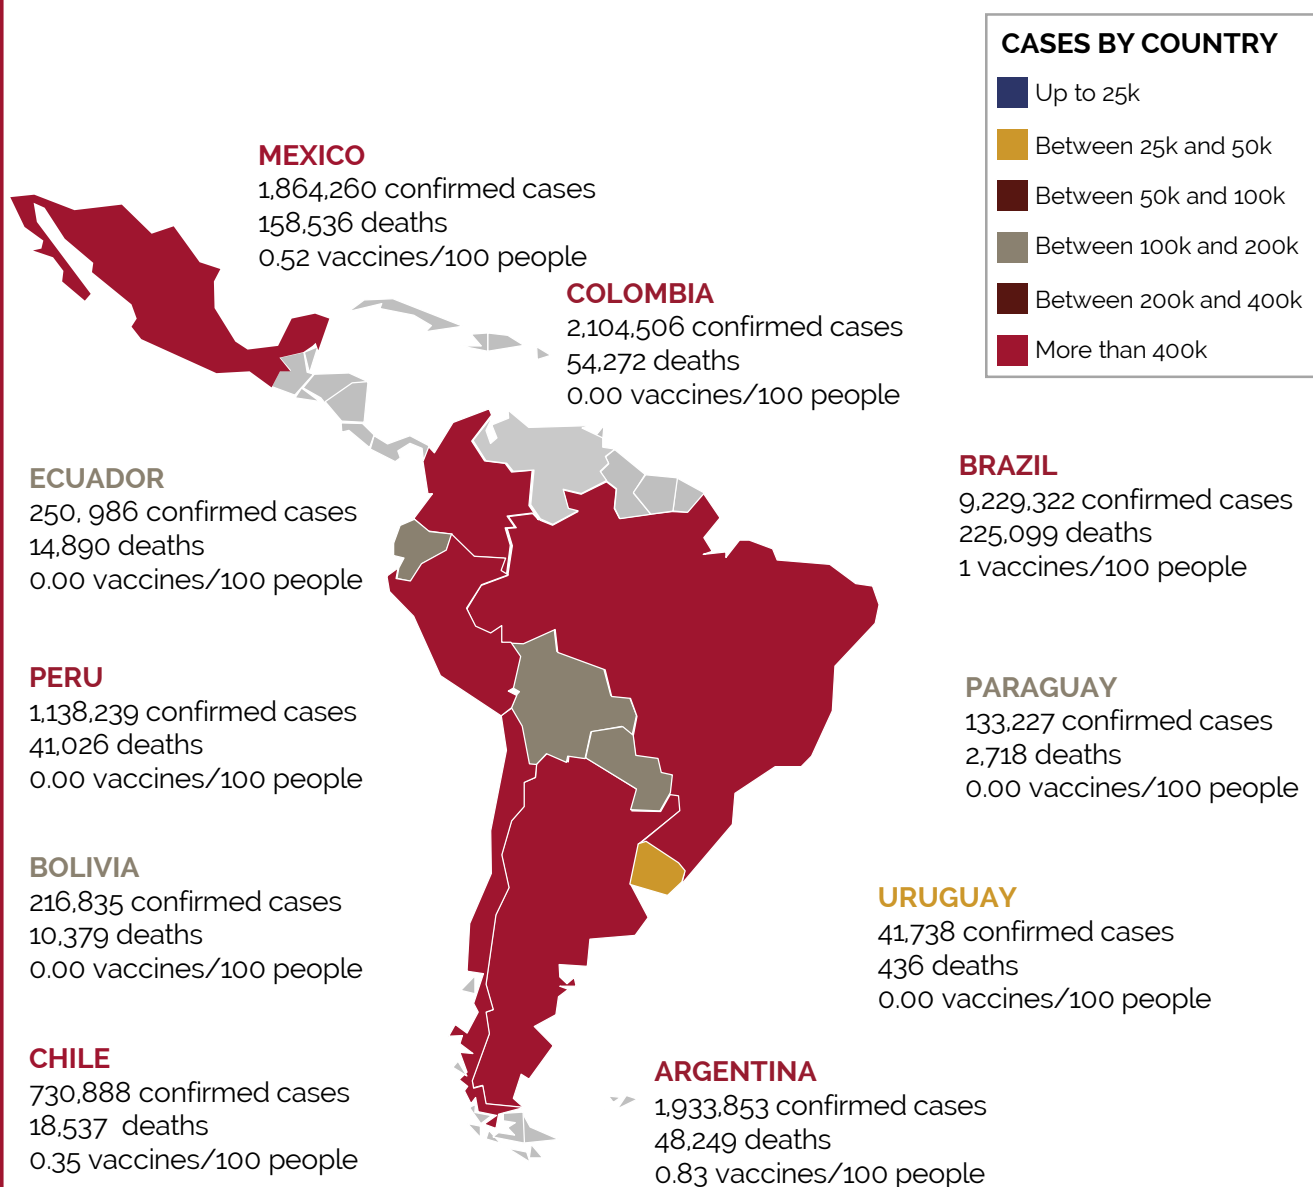 CASES BY COUNTRY
Up to 25k
Between 25k and 50k
Between 50k and 100k
Between 100k and 200k
Between 200k and 400k
More than 400k
MEXICO
1,864,260 confirmed cases
158,536 deaths
0.52 vaccines/100 people
COLOMBIA
2,104,506 confirmed cases
54,272 deaths
0.00 vaccines/100 people
ECUADOR
250, 986 confirmed cases
14,890 deaths
0.00 vaccines/100 people
BRAZIL
9,229,322 confirmed cases
225,099 deaths
1 vaccines/100 people
PERU
1,138,239 confirmed cases
41,026 deaths
0.00 vaccines/100 people
PARAGUAY
133,227 confirmed cases
2,718 deaths
0.00 vaccines/100 people
BOLIVIA
216,835 confirmed cases
10,379 deaths
0.00 vaccines/100 people
URUGUAY
41,738 confirmed cases
436 deaths
0.00 vaccines/100 people
CHILE
730,888 confirmed cases
18,537 deaths
0.35 vaccines/100 people
ARGENTINA
1,933,853 confirmed cases
48,249 deaths
0.83 vaccines/100 people